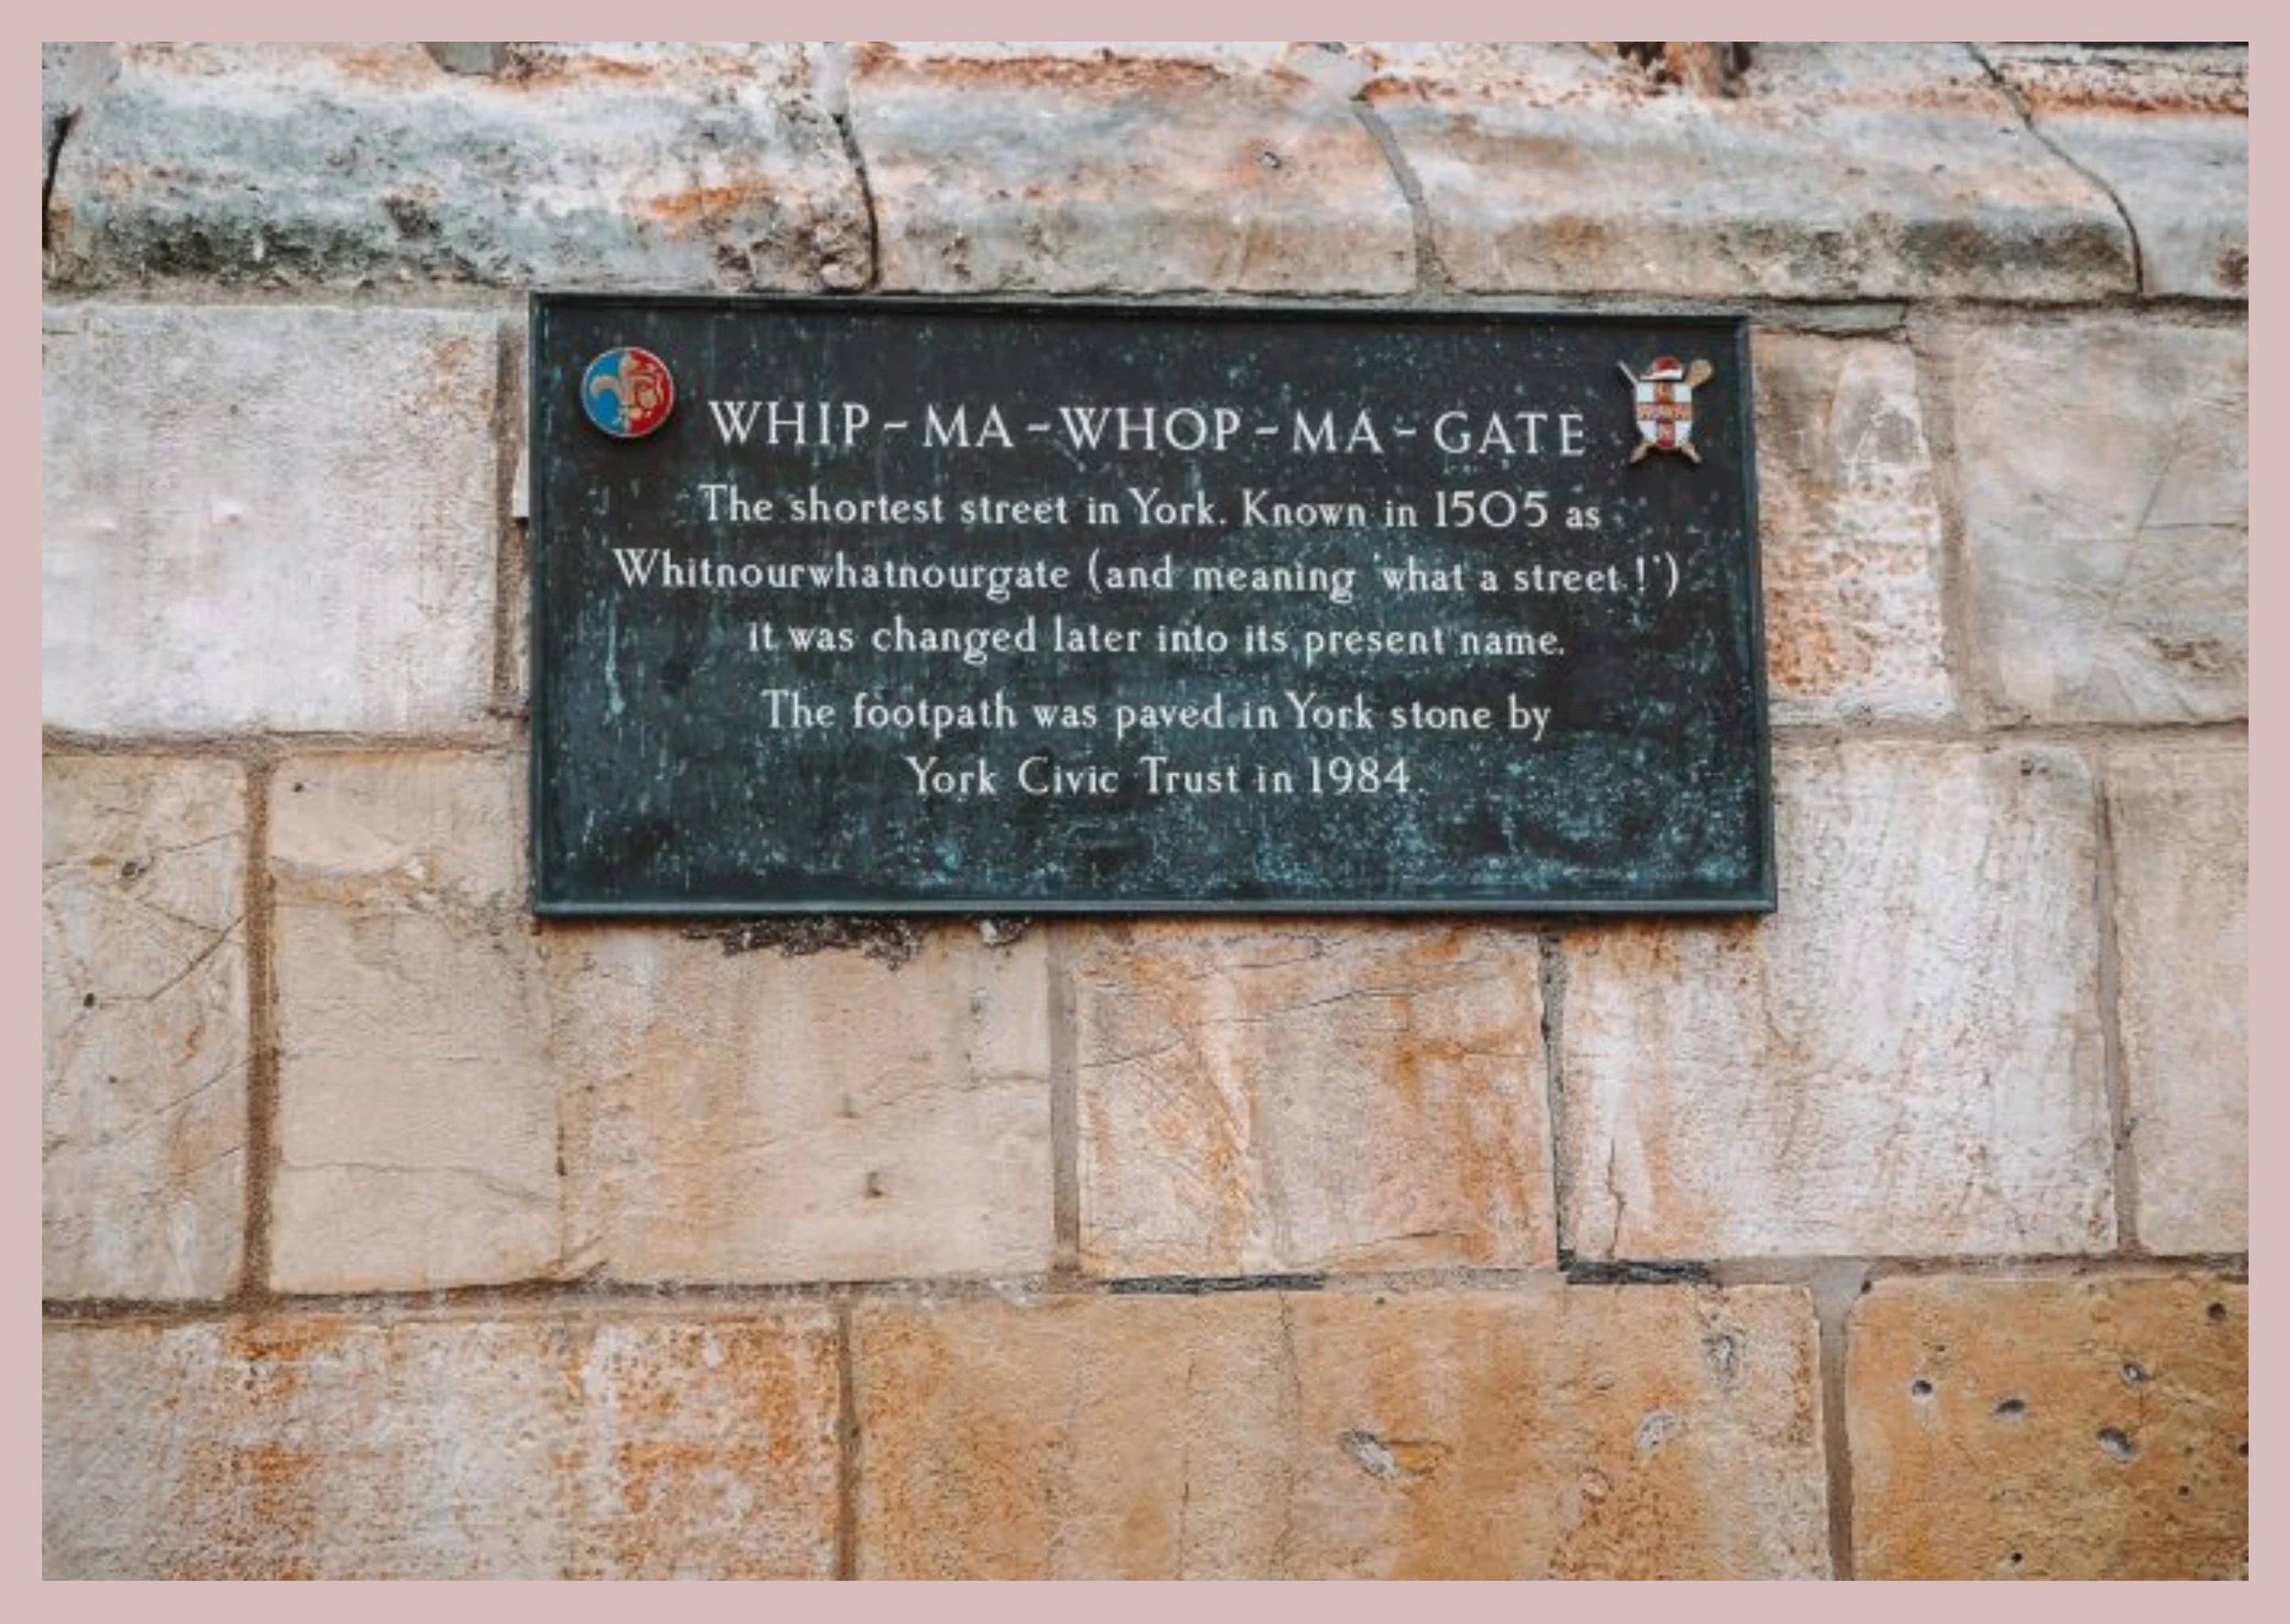 WHIP-MA-WHOP-MA-GATE
The shortest street in York. Known in 1505 as
Whitnourwhatnourgate (and meaning 'what a street!')
it was changed later into its present name.
The footpath was paved in York stone by
York Civic Trust in 1984.